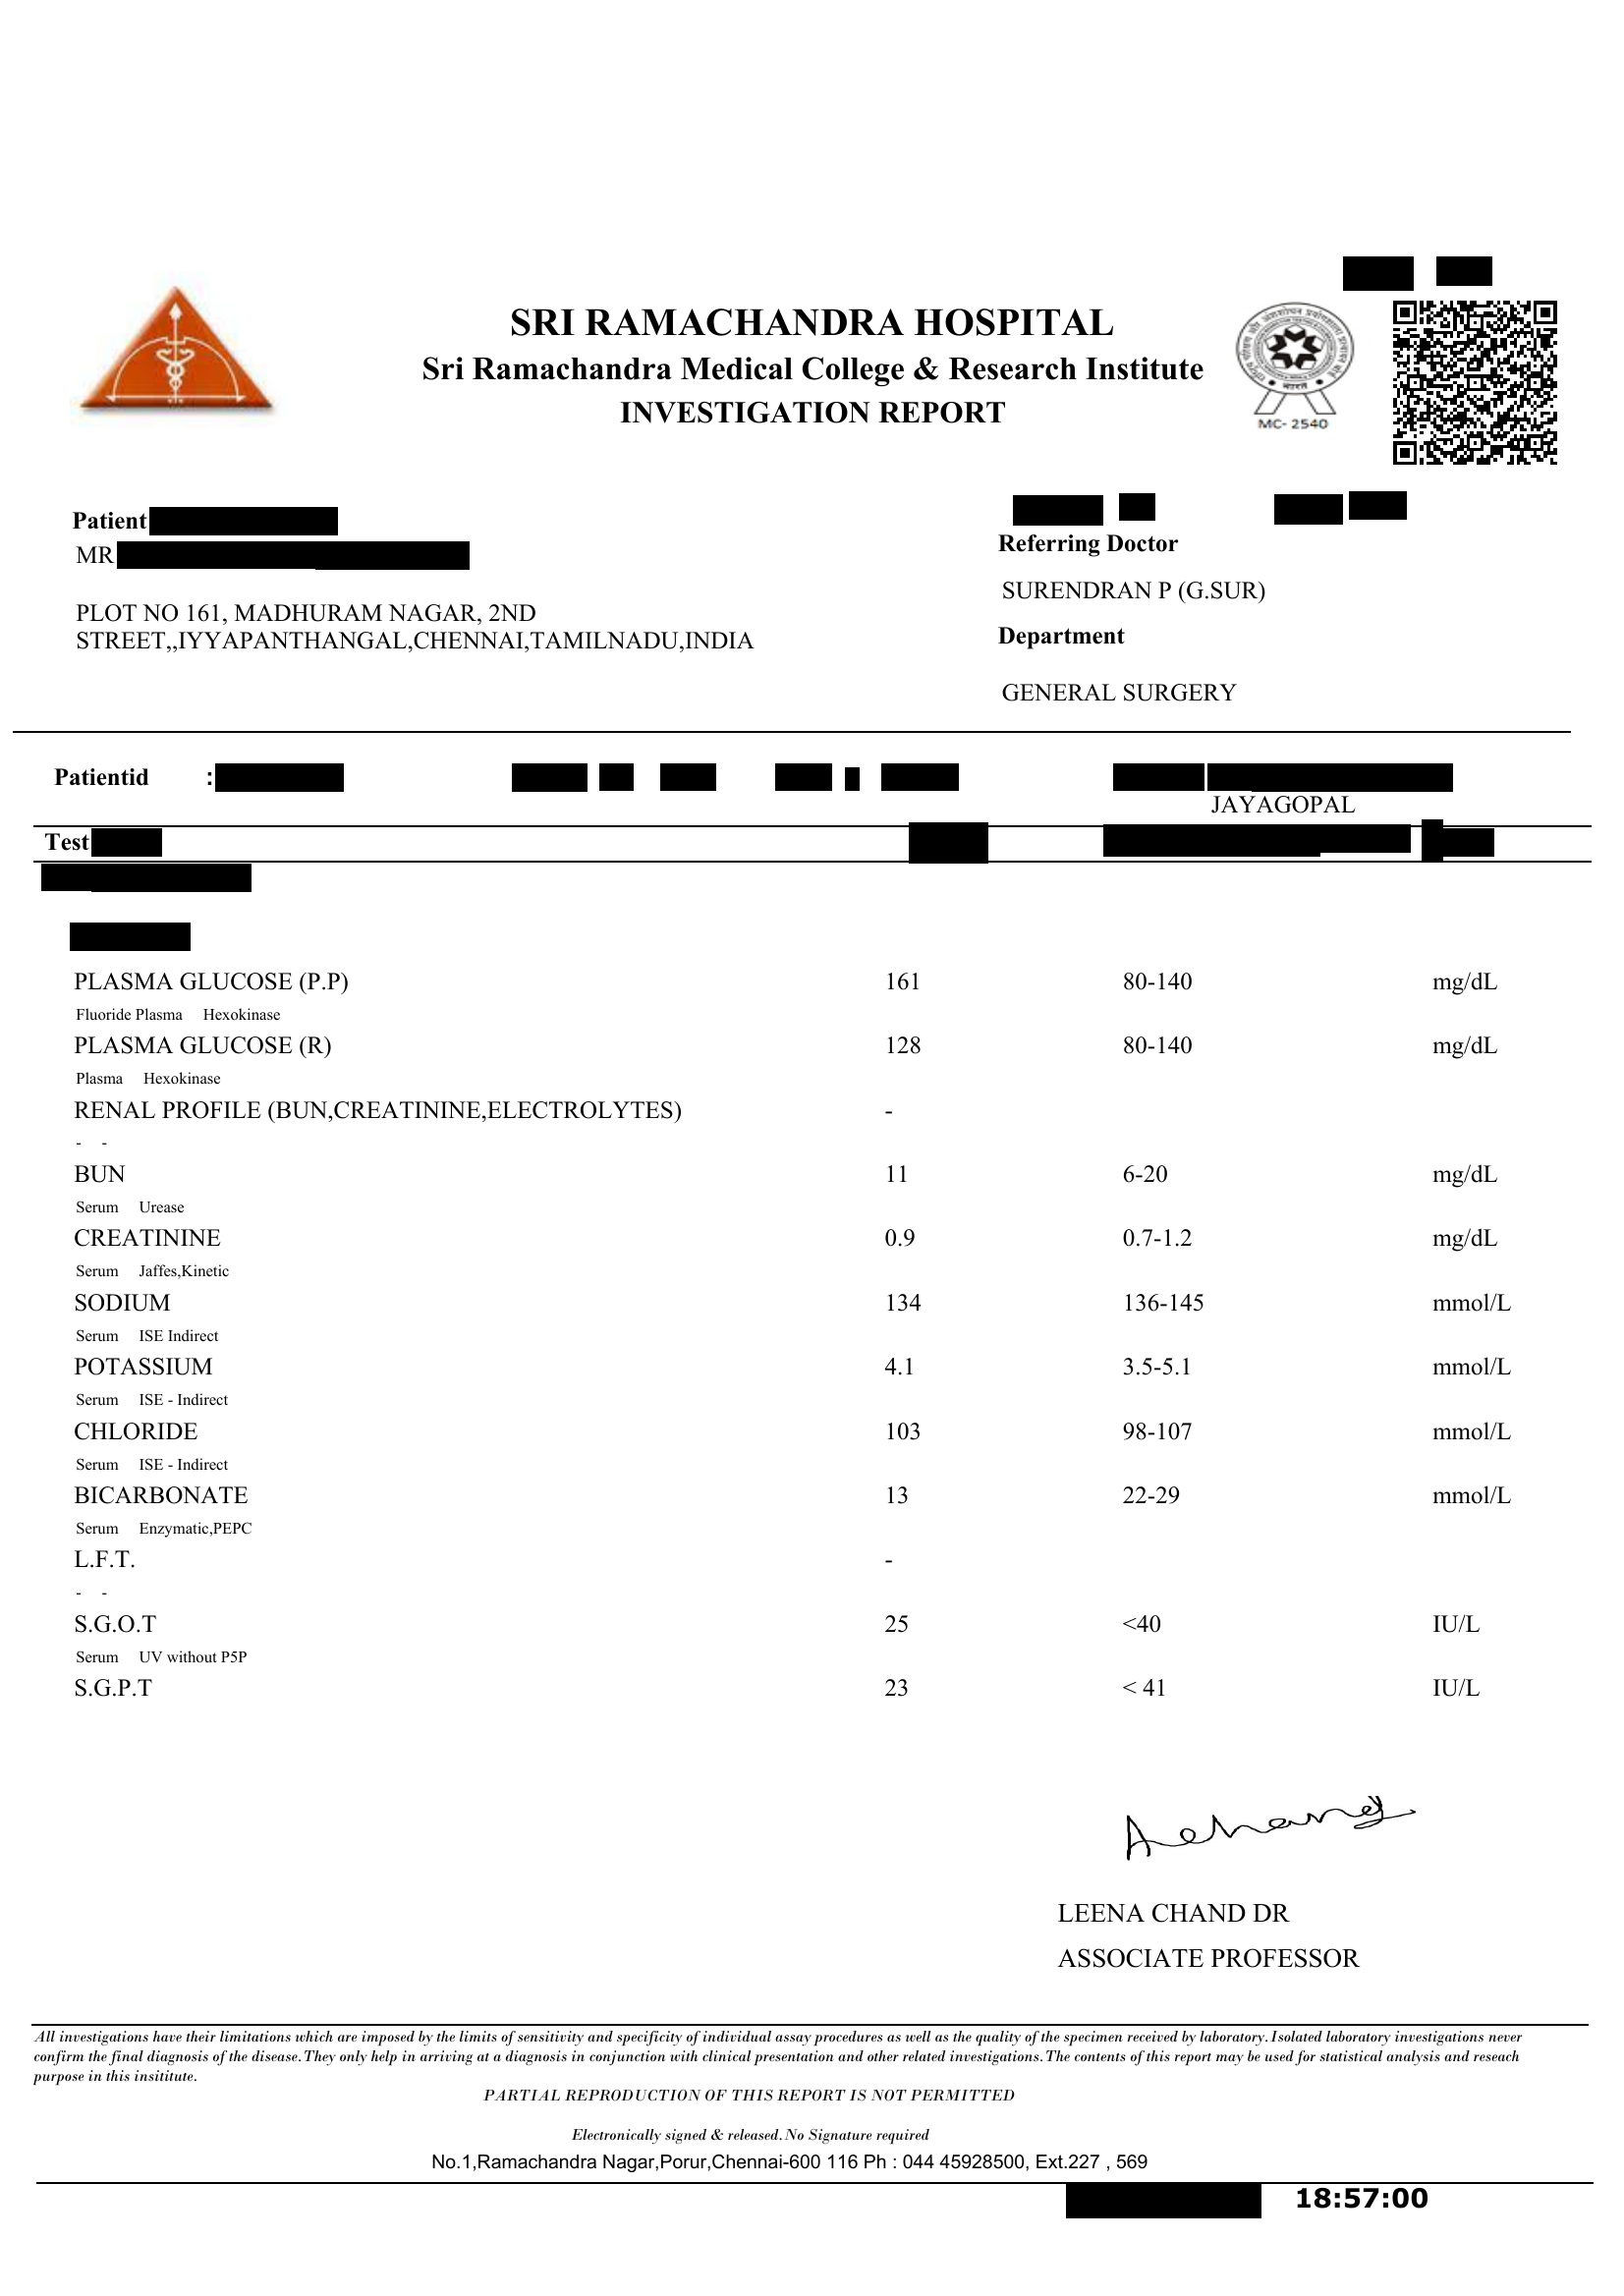 SRI RAMACHANDRA HOSPITAL
Sri Ramachandra Medical College & Research Institute
INVESTIGATION REPORT
MC- 2540
Patient
MR
PLOT NO 161, MADHURAM NAGAR, 2ND
STREET,,IYYAPANTHANGAL,CHENNAI,TAMILNADU,INDIA
Referring Doctor
SURENDRAN P (G.SUR)
Department
GENERAL SURGERY
Patientid :
JAYAGOPAL
Test
PLASMA GLUCOSE (P.P) 161 80-140 mg/dL
Fluoride Plasma Hexokinase
PLASMA GLUCOSE (R) 128 80-140 mg/dL
Plasma Hexokinase
RENAL PROFILE (BUN,CREATININE,ELECTROLYTES) -
- -
BUN 11 6-20 mg/dL
Serum Urease
CREATININE 0.9 0.7-1.2 mg/dL
Serum Jaffes,Kinetic
SODIUM 134 136-145 mmol/L
Serum ISE Indirect
POTASSIUM 4.1 3.5-5.1 mmol/L
Serum ISE - Indirect
CHLORIDE 103 98-107 mmol/L
Serum ISE - Indirect
BICARBONATE 13 22-29 mmol/L
Serum Enzymatic,PEPC
L.F.T. -
- -
S.G.O.T 25 <40 IU/L
Serum UV without P5P
S.G.P.T 23 < 41 IU/L
LEENA CHAND DR
ASSOCIATE PROFESSOR
All investigations have their limitations which are imposed by the limits of sensitivity and specificity of individual assay procedures as well as the quality of the specimen received by laboratory. Isolated laboratory investigations never
confirm the final diagnosis of the disease. They only help in arriving at a diagnosis in conjunction with clinical presentation and other related investigations. The contents of this report may be used for statistical analysis and reseach
purpose in this insititute.
PARTIAL REPRODUCTION OF THIS REPORT IS NOT PERMITTED
Electronically signed & released. No Signature required
No.1,Ramachandra Nagar,Porur,Chennai-600 116 Ph : 044 45928500, Ext.227 , 569
18:57:00